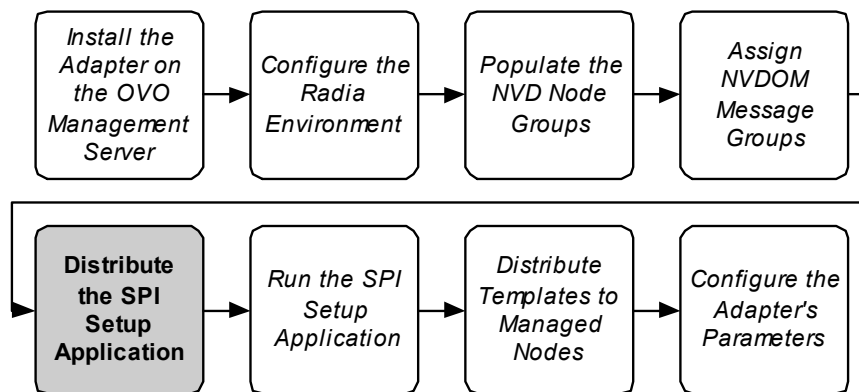 Install the
Adapter on
the OVO
Management
Server
Configure the
Radia
Environment
Populate the
NVD Node
Groups
Assign
NVDOM
Message
Groups
Distribute
the SPI
Setup
Application
Run the SPI
Setup
Application
Distribute
Templates to
Managed
Nodes
Configure the
Adapter's
Parameters